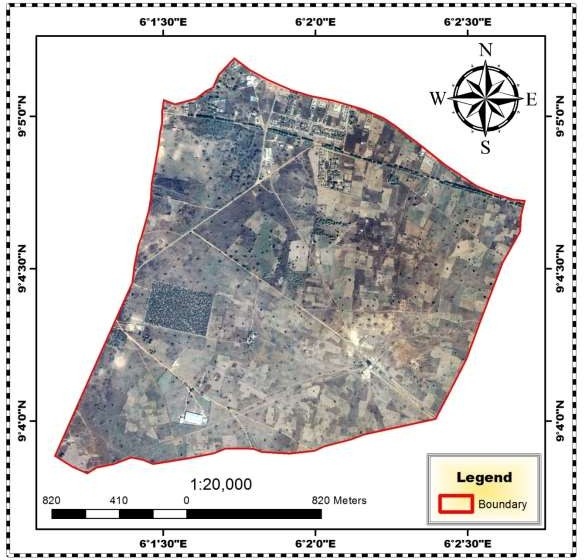 6°1'30"E 6°2'0"E 6°2'30"E
N
W E
S
9°5'0"N 9°5'0"N
9°4'30"N 9°4'30"N
9°4'0"N 9°4'0"N
1:20,000
820 410 0 820 Meters
Legend
Boundary
6°1'30"E 6°2'0"E 6°2'30"E